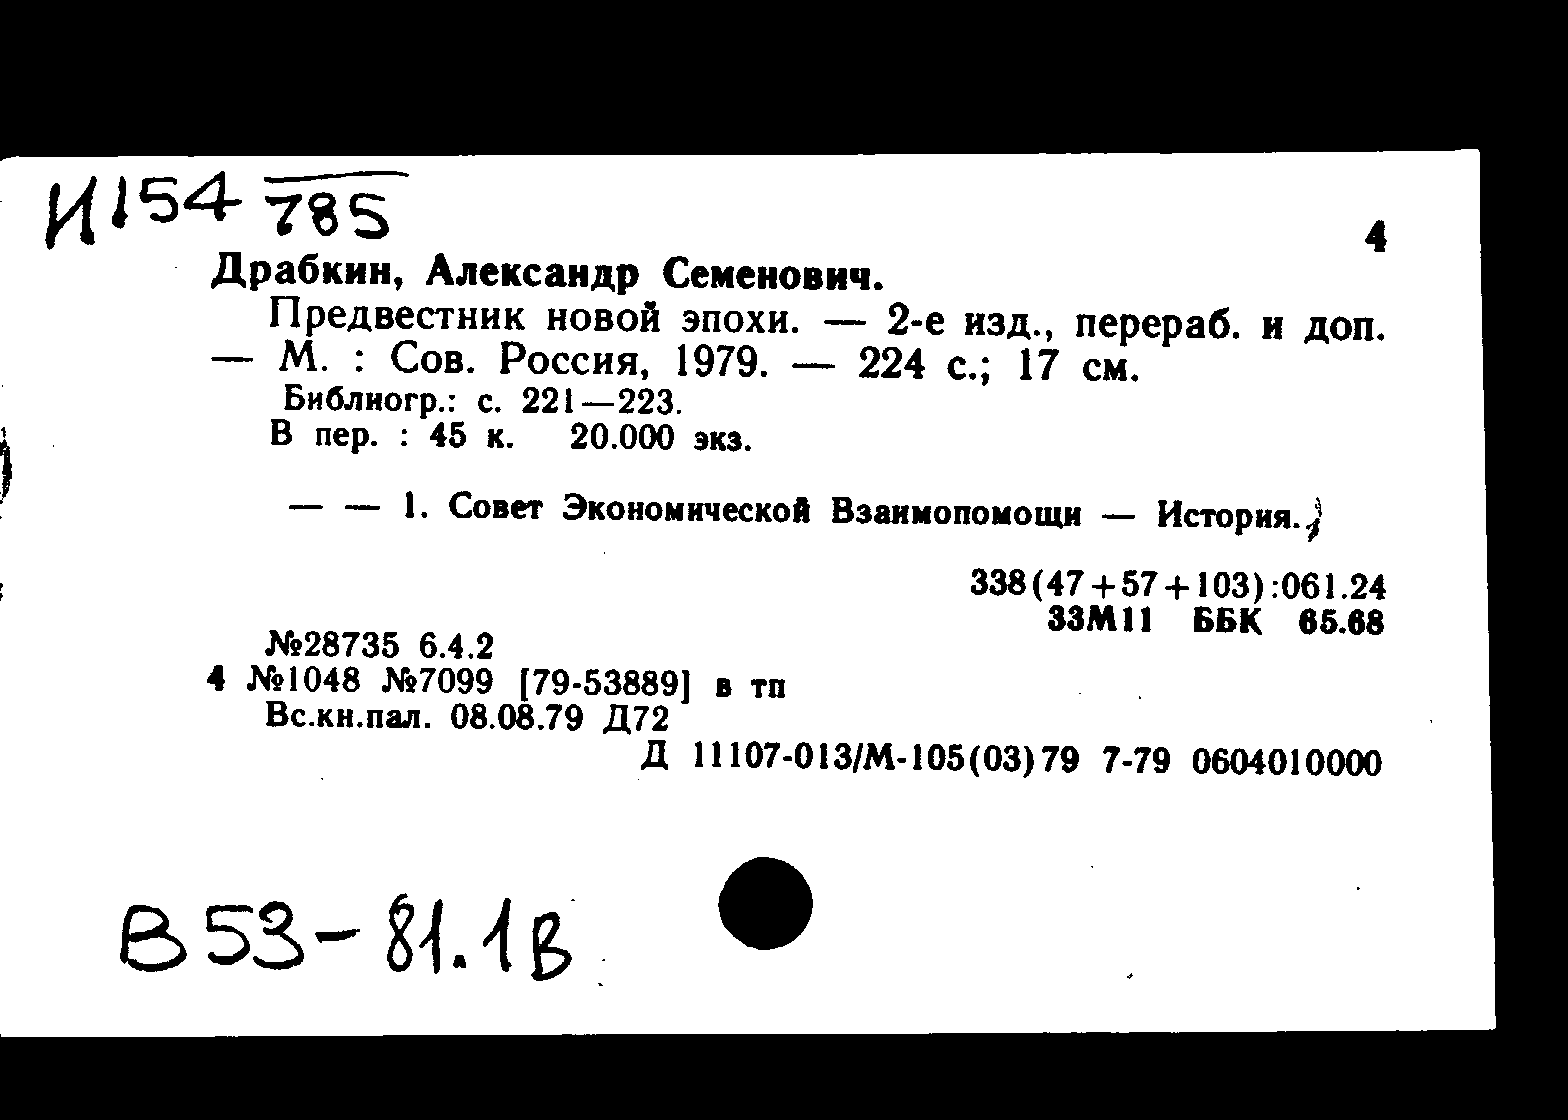 И154 785
4
Драбкин, Александр Семенович.
Предвестник новой эпохи. — 2-е изд., перераб. и доп.
— М. : Сов. Россия, 1979. — 224 с.; 17 см.
Библиогр.: с. 221—223.
В пер. : 45 к. 20.000 экз.
— — 1. Совет Экономической Взаимопомощи — История.
338(47+57+103):061.24
33М11 ББК 65.68
№28735 6.4.2
4 №1048 №7099 [79-53889] в тп
Вс.кн.пал. 08.08.79 Д72
Д 11107-013/М-105(03)79 7-79 0604010000
В 53-81.1В